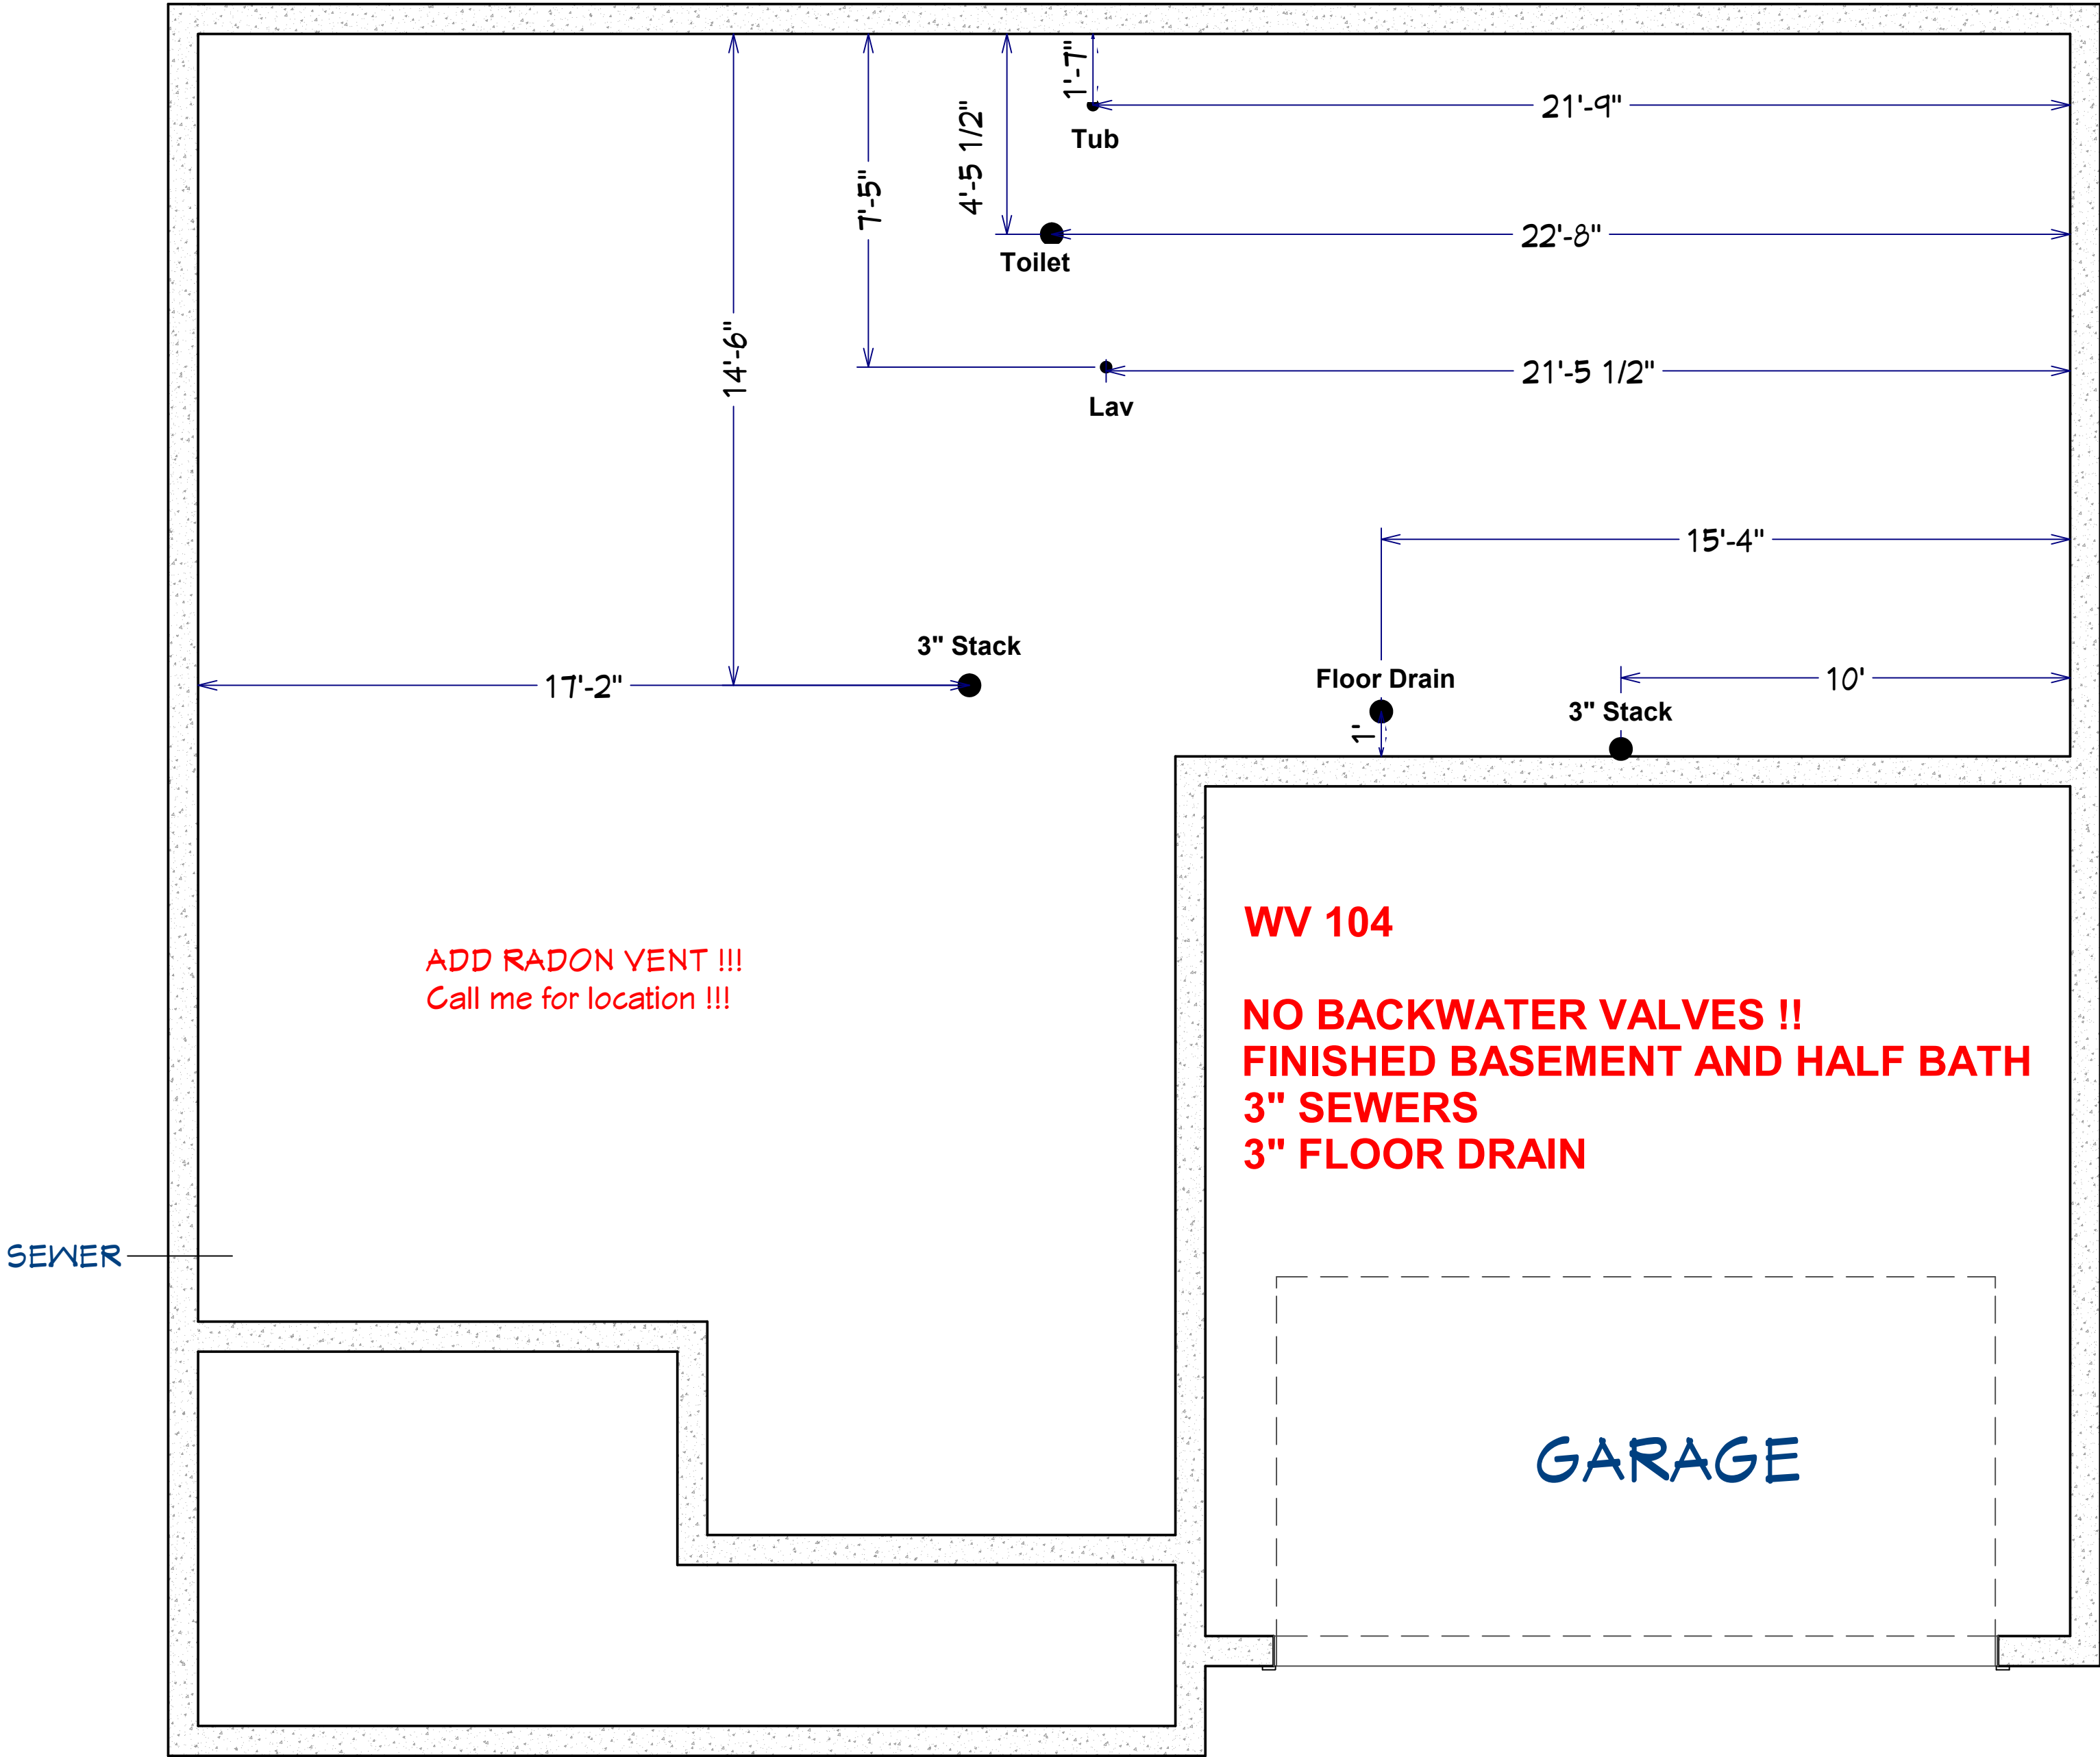 1'-7"
21'-9"
Tub
4'-5 1/2"
7'-5"
22'-8"
Toilet
14'-6"
21'-5 1/2"
Lav
15'-4"
3" Stack
17'-2"
Floor Drain
10'
3" Stack
1'
WV 104
ADD RADON VENT !!!
Call me for location !!!
NO BACKWATER VALVES !!
FINISHED BASEMENT AND HALF BATH
3" SEWERS
3" FLOOR DRAIN
SEWER
GARAGE